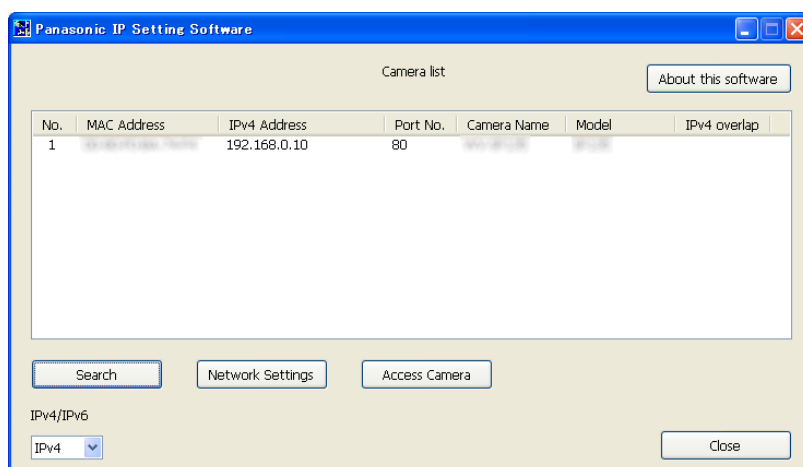 Panasonic IP Setting Software
Camera list
About this software
No. MAC Address IPv4 Address Port No. Camera Name Model IPv4 overlap
1 192.168.0.10 80
Search Network Settings Access Camera
IPv4/IPv6
IPv4
Close